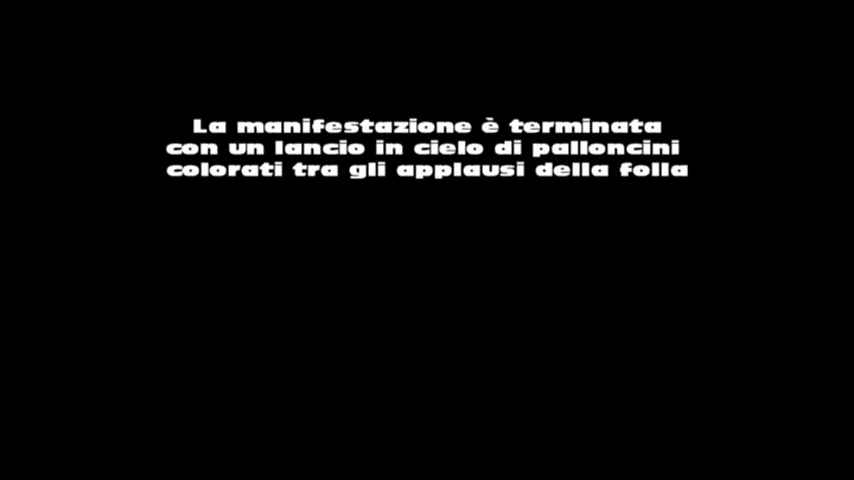 La manifestazione è terminata
con un lancio in cielo di palloncini
colorati tra gli applausi della folla